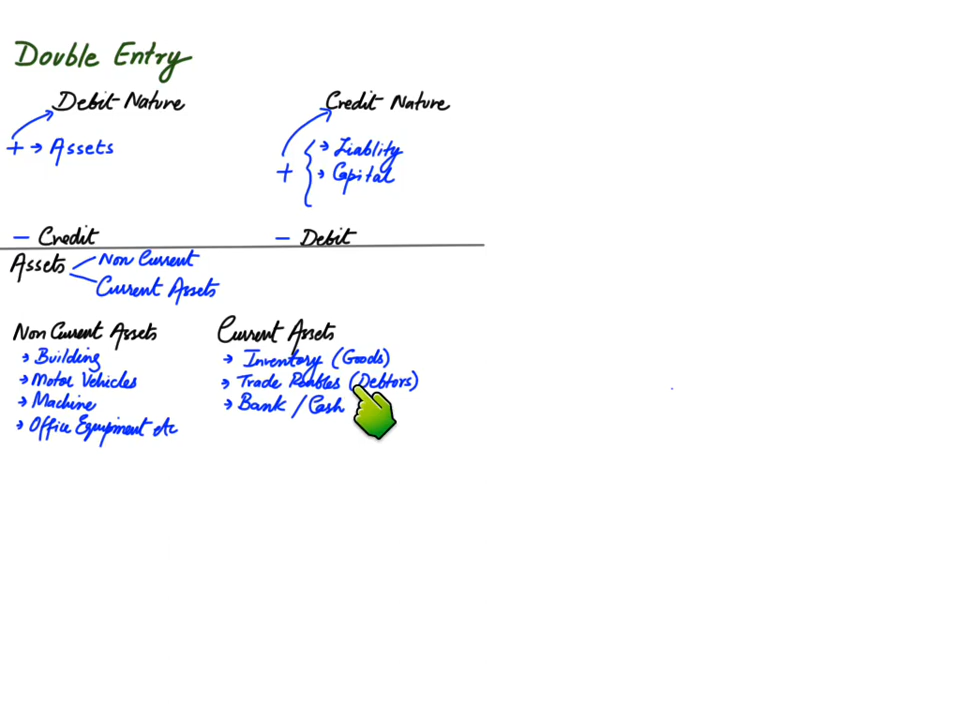 Double Entry
Debit Nature
+ → Assets
- Credit
Credit Nature
+ { → Liablity
→ Capital
- Debit
Assets
Non Current
Current Assets
Non Current Assets
→ Building
→ Motor Vehicles
→ Machine
→ Office Equipment etc
Current Assets
→ Inventory (Goods)
→ Trade (Debtors)
→ Bank / Cash